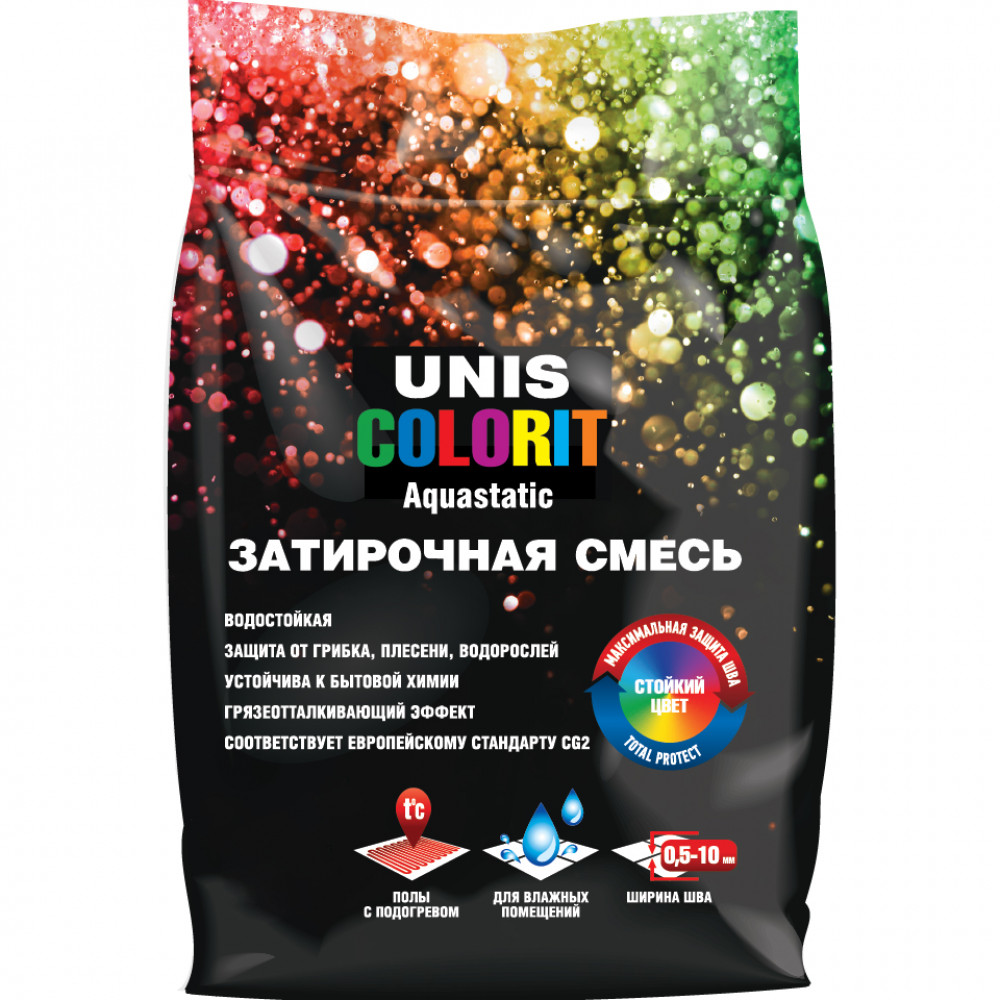 UNIS
COLORIT
Aquastatic
ЗАТИРОЧНАЯ СМЕСЬ
ВОДОСТОЙКАЯ
ЗАЩИТА ОТ ГРИБКА, ПЛЕСЕНИ, ВОДОРОСЛЕЙ
УСТОЙЧИВА К БЫТОВОЙ ХИМИИ
ГРЯЗЕОТТАЛКИВАЮЩИЙ ЭФФЕКТ
СООТВЕТСТВУЕТ ЕВРОПЕЙСКОМУ СТАНДАРТУ CG2
МАКСИМАЛЬНАЯ ЗАЩИТА ШВА
СТОЙКИЙ
ЦВЕТ
TOTAL PROTECT
t°c
ПОЛЫ
С ПОДОГРЕВОМ
ДЛЯ ВЛАЖНЫХ
ПОМЕЩЕНИЙ
0,5-10 мм
ШИРИНА ШВА